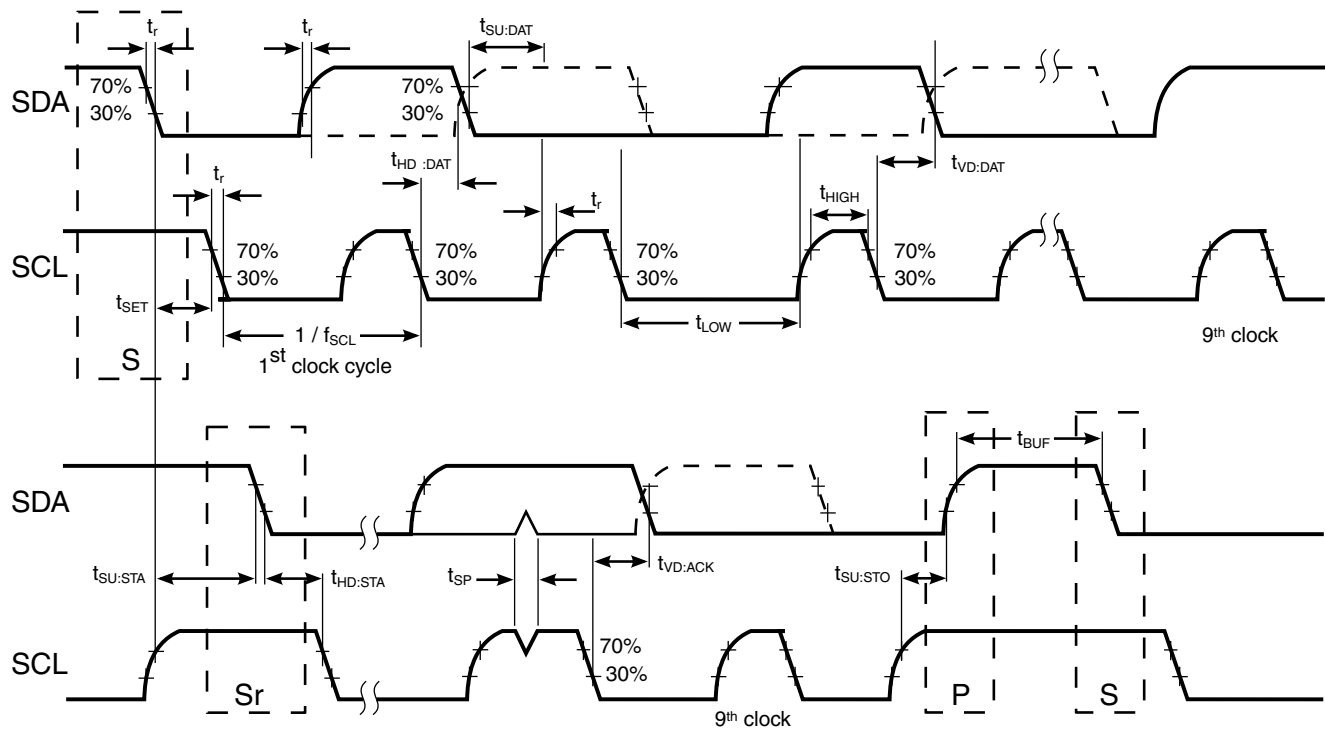 tr
tr
tSU:DAT
SDA
70%
30%
70%
30%
tr
tHD :DAT
tr
tHIGH
tVD:DAT
SCL
70%
30%
70%
30%
70%
30%
70%
30%
tSET
1 / fSCL
tLOW
9th clock
S
1st clock cycle
tBUF
SDA
tSU:STA
tHD:STA
tSP
tVD:ACK
tSU:STO
SCL
70%
30%
Sr
9th clock
P
S